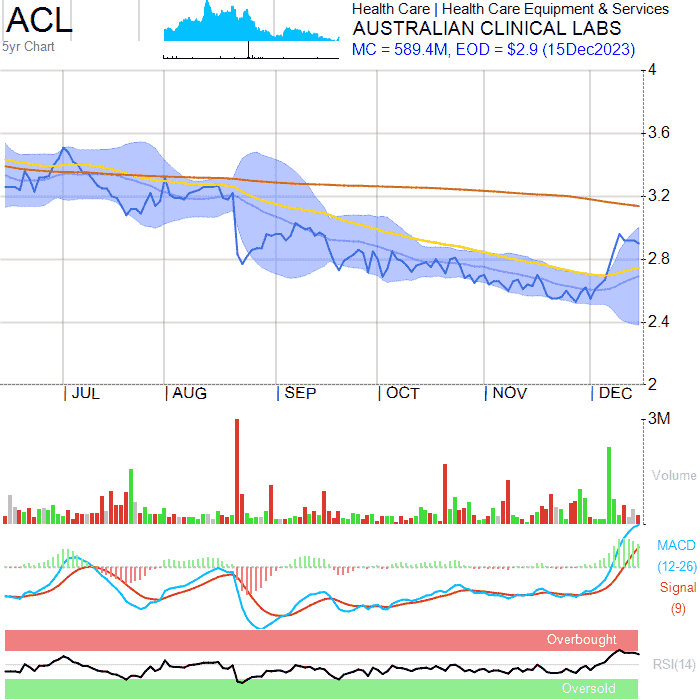 ACL
5yr Chart
Health Care | Health Care Equipment & Services
AUSTRALIAN CLINICAL LABS
MC = 589.4M, EOD = $2.9 (15Dec2023)
4
3.6
3.2
2.8
2.4
2
| JUL | AUG | SEP | OCT | NOV | DEC
3M
Volume
MACD
(12-26)
Signal
(9)
Overbought
RSI(14)
Oversold